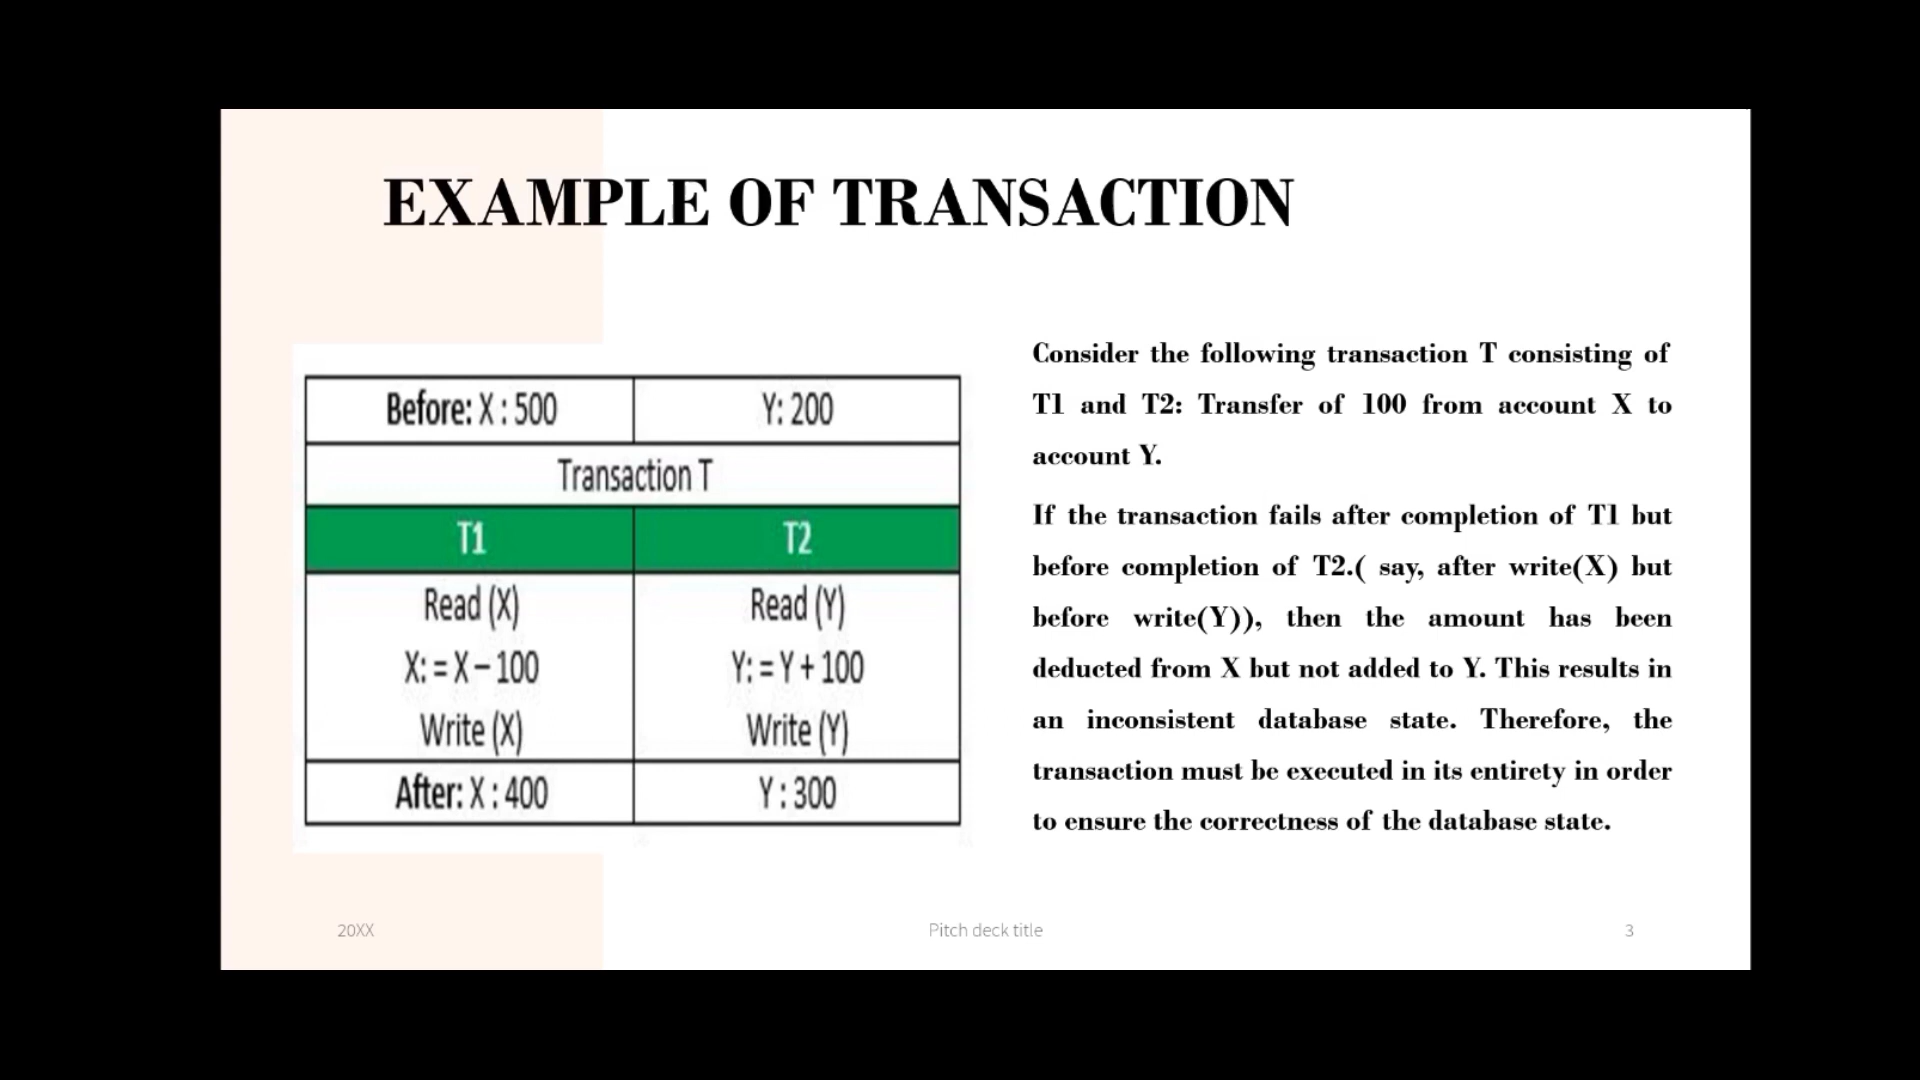 EXAMPLE OF TRANSACTION
Before: X : 500 Y: 200
Transaction T
T1 T2
Read (X) Read (Y)
X: = X – 100 Y: = Y + 100
Write (X) Write (Y)
After: X : 400 Y : 300
Consider the following transaction T consisting of
T1 and T2: Transfer of 100 from account X to
account Y.
If the transaction fails after completion of T1 but
before completion of T2.( say, after write(X) but
before write(Y)), then the amount has been
deducted from X but not added to Y. This results in
an inconsistent database state. Therefore, the
transaction must be executed in its entirety in order
to ensure the correctness of the database state.
20XX Pitch deck title 3